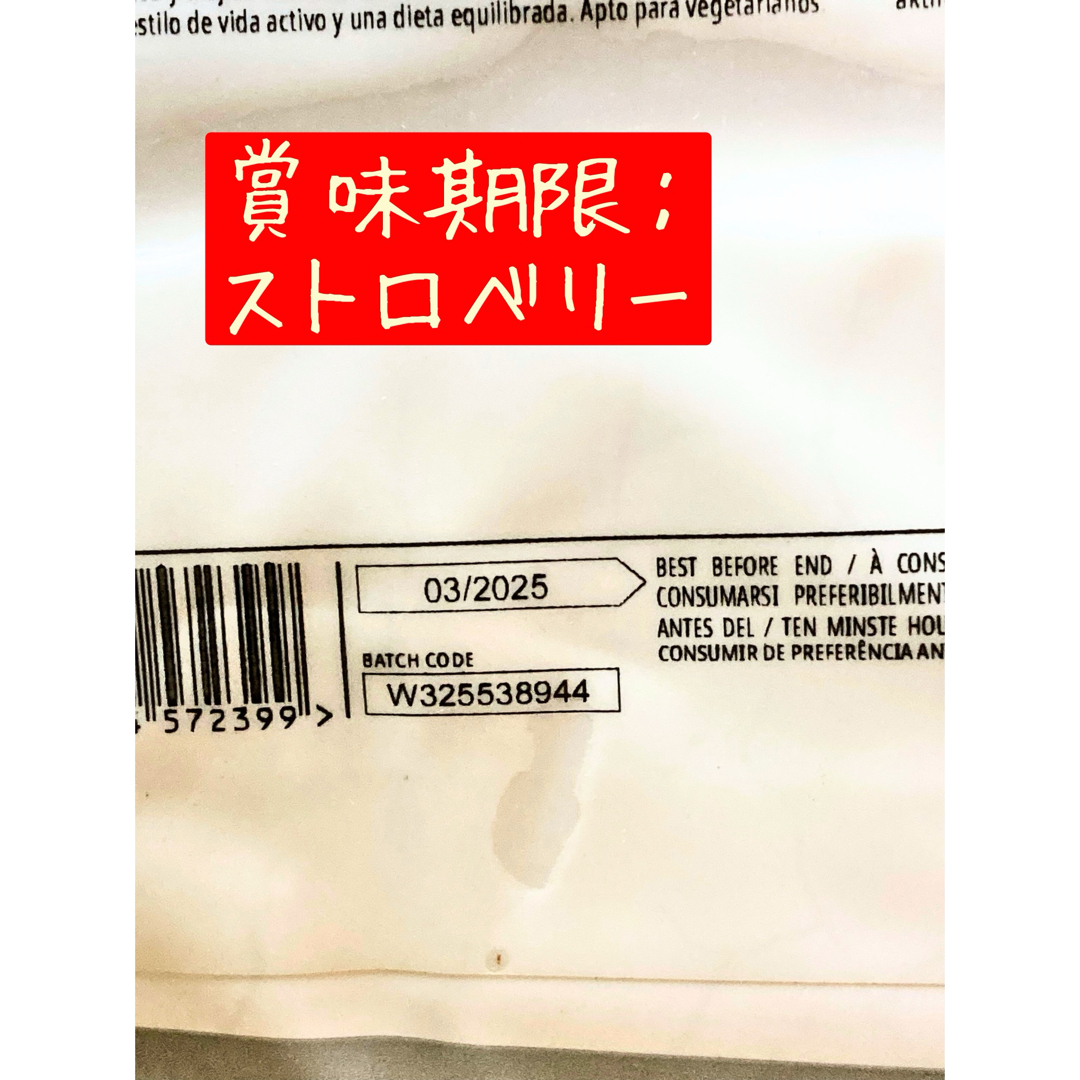 estilo de vida activo y una dieta equilibrada. Apto para vegetarianos
賞味期限；
ストロベリー
03/2025
BEST BEFORE END / À CONS
CONSUMARSI PREFERIBILMENT
ANTES DEL / TEN MINSTE HOU
CONSUMIR DE PREFERÊNCIA AN
BATCH CODE
W325538944
572399 >